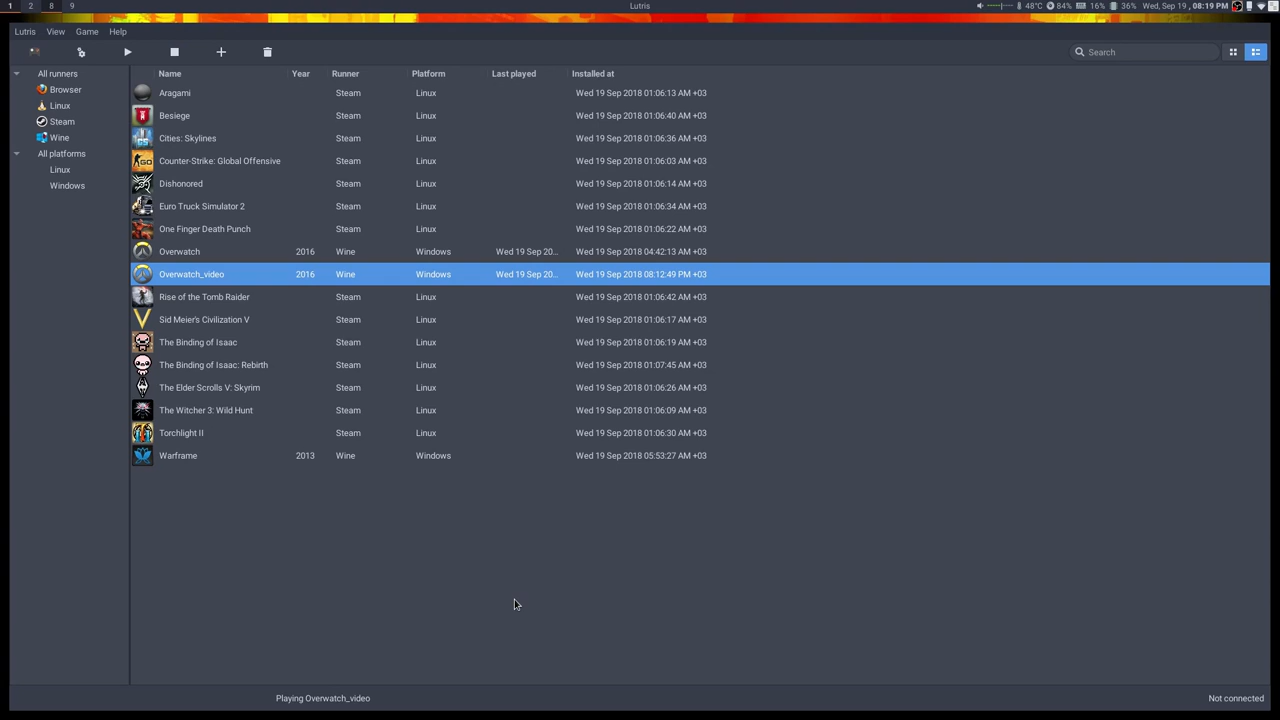 1 2 8 9 Lutris 48°C 84% 16% 36% Wed, Sep 19 , 08:19 PM
Lutris View Game Help
Search
All runners
Browser
Linux
Steam
Wine
All platforms
Linux
Windows
Name Year Runner Platform Last played Installed at
Aragami Steam Linux Wed 19 Sep 2018 01:06:13 AM +03
Besiege Steam Linux Wed 19 Sep 2018 01:06:40 AM +03
Cities: Skylines Steam Linux Wed 19 Sep 2018 01:06:36 AM +03
Counter-Strike: Global Offensive Steam Linux Wed 19 Sep 2018 01:06:03 AM +03
Dishonored Steam Linux Wed 19 Sep 2018 01:06:14 AM +03
Euro Truck Simulator 2 Steam Linux Wed 19 Sep 2018 01:06:34 AM +03
One Finger Death Punch Steam Linux Wed 19 Sep 2018 01:06:22 AM +03
Overwatch 2016 Wine Windows Wed 19 Sep 20... Wed 19 Sep 2018 04:42:13 AM +03
Overwatch_video 2016 Wine Windows Wed 19 Sep 20... Wed 19 Sep 2018 08:12:49 PM +03
Rise of the Tomb Raider Steam Linux Wed 19 Sep 2018 01:06:42 AM +03
Sid Meier's Civilization V Steam Linux Wed 19 Sep 2018 01:06:17 AM +03
The Binding of Isaac Steam Linux Wed 19 Sep 2018 01:06:19 AM +03
The Binding of Isaac: Rebirth Steam Linux Wed 19 Sep 2018 01:07:45 AM +03
The Elder Scrolls V: Skyrim Steam Linux Wed 19 Sep 2018 01:06:26 AM +03
The Witcher 3: Wild Hunt Steam Linux Wed 19 Sep 2018 01:06:09 AM +03
Torchlight II Steam Linux Wed 19 Sep 2018 01:06:30 AM +03
Warframe 2013 Wine Windows Wed 19 Sep 2018 05:53:27 AM +03
Playing Overwatch_video Not connected